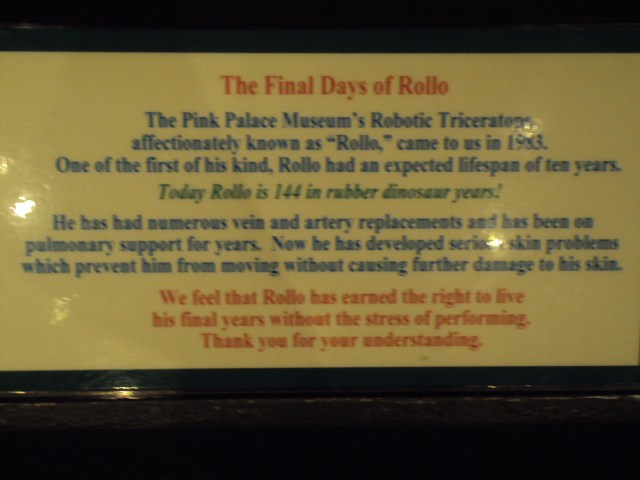 The Final Days of Rollo
The Pink Palace Museum's Robotic Triceratops,
affectionately known as "Rollo," came to us in 1983.
One of the first of his kind, Rollo had an expected lifespan of ten years.
Today Rollo is 144 in rubber dinosaur years!
He has had numerous vein and artery replacements and has been on
pulmonary support for years. Now he has developed serious skin problems
which prevent him from moving without causing further damage to his skin.
We feel that Rollo has earned the right to live
his final years without the stress of performing.
Thank you for your understanding.